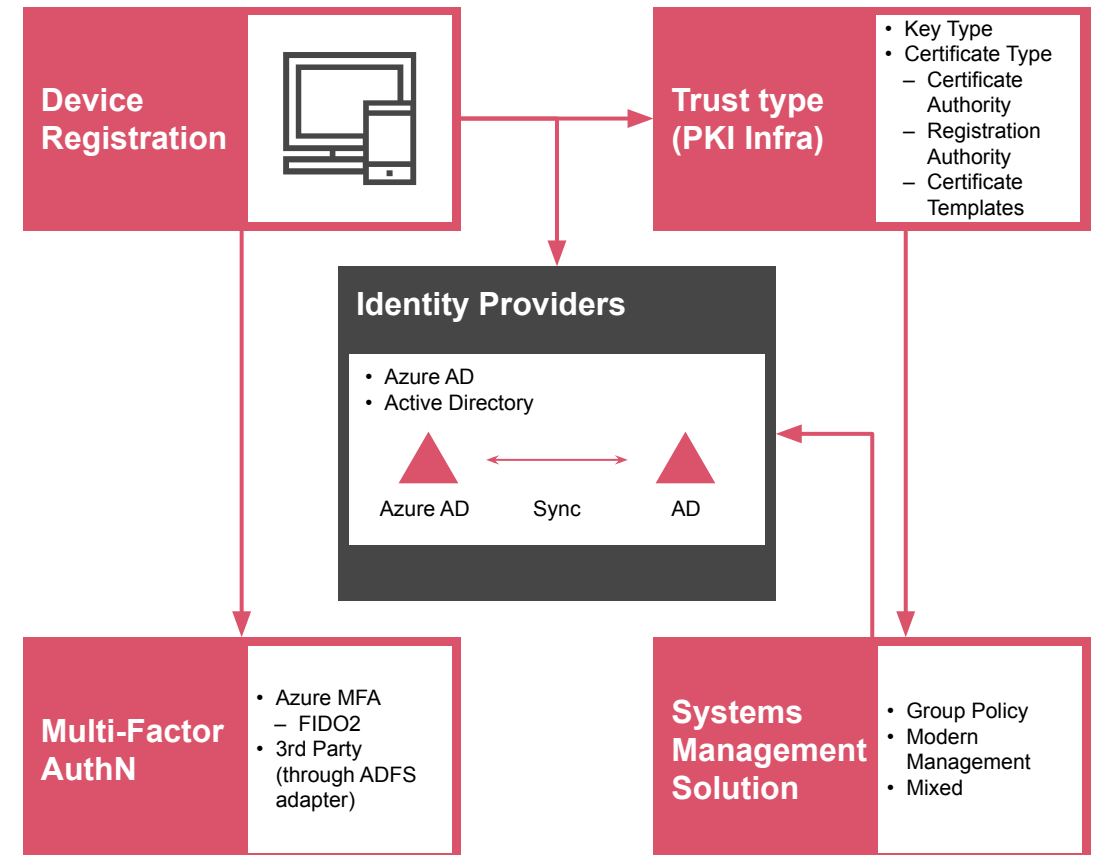 Device
Registration
Trust type
(PKI Infra)
• Key Type
• Certificate Type
– Certificate
Authority
– Registration
Authority
– Certificate
Templates
Identity Providers
• Azure AD
• Active Directory
Azure AD
Sync
AD
Multi-Factor
AuthN
• Azure MFA
– FIDO2
• 3rd Party
(through ADFS
adapter)
Systems
Management
Solution
• Group Policy
• Modern
Management
• Mixed